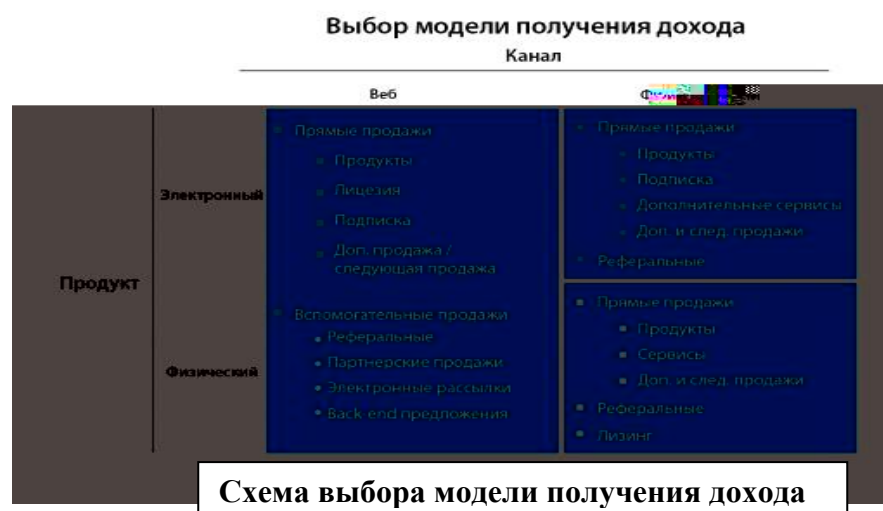 Выбор модели получения дохода
Канал
Веб
Прямые продажи
Продукты
Лицезия
Подписка
Доп. продажа /
следующая продажа
Вспомогательные продажи
Реферальные
Партнерские продажи
Электронные рассылки
Back-end предложения
Прямые продажи
Продукты
Подписка
Дополнительные сервисы
Доп. и след. продажи
Реферальные
Прямые продажи
Продукты
Сервисы
Доп. и след. продажи
Реферальные
Лизинг
Электронный
Продукт
Физический
Схема выбора модели получения дохода